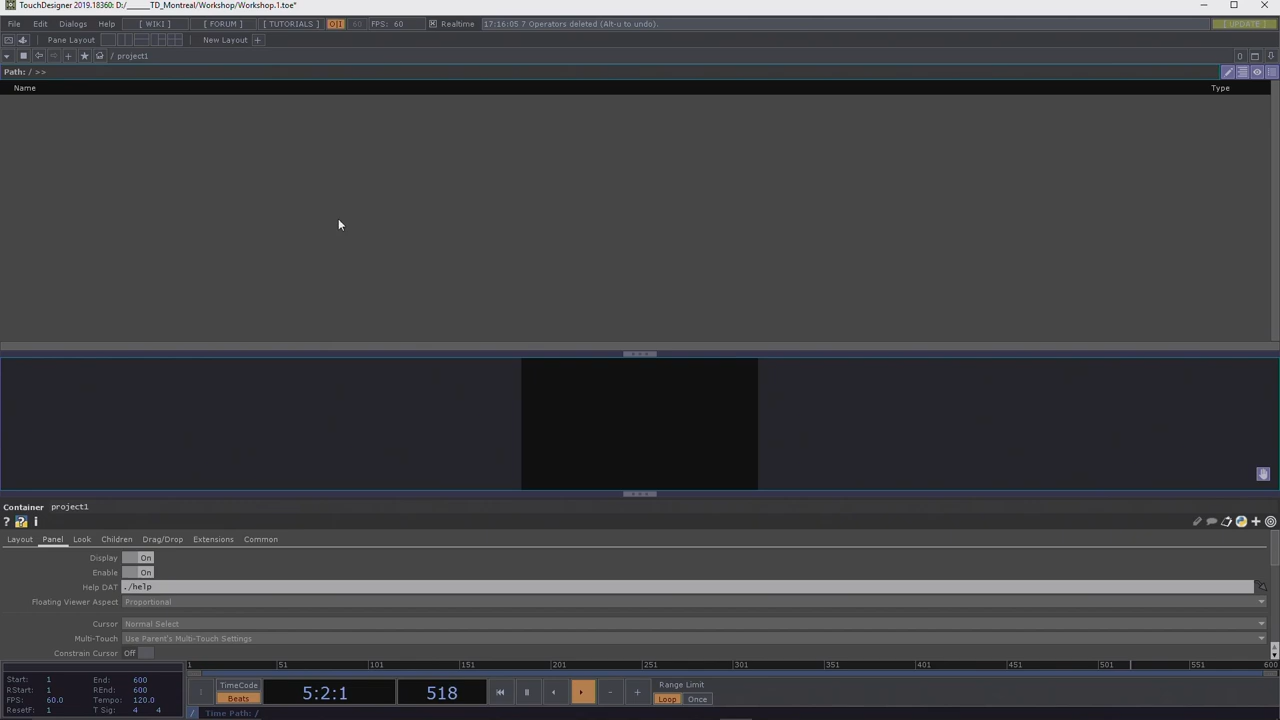 TouchDesigner 2019.18360: D:/_____TD_Montreal/Workshop/Workshop.1.toe*
File Edit Dialogs Help [ WIKI ] [ FORUM ] [ TUTORIALS ] O|I 60 FPS: 60 Realtime 17:16:05 7 Operators deleted (Alt-u to undo). [ UPDATE ]
Pane Layout New Layout +
/ project1 0
Path: / >>
Name Type
Container project1
? ? i
Layout Panel Look Children Drag/Drop Extensions Common
Display On
Enable On
Help DAT ./help
Floating Viewer Aspect Proportional
Cursor Normal Select
Multi-Touch Use Parent's Multi-Touch Settings
Constrain Cursor Off
1 51 101 151 201 251 301 351 401 451 501 551 600
Start: 1 End: 600
RStart: 1 REnd: 600
FPS: 60.0 Tempo: 120.0
ResetF: 1 T Sig: 4 4
TimeCode
Beats
5:2:1 518
Range Limit
Loop Once
/ Time Path: /